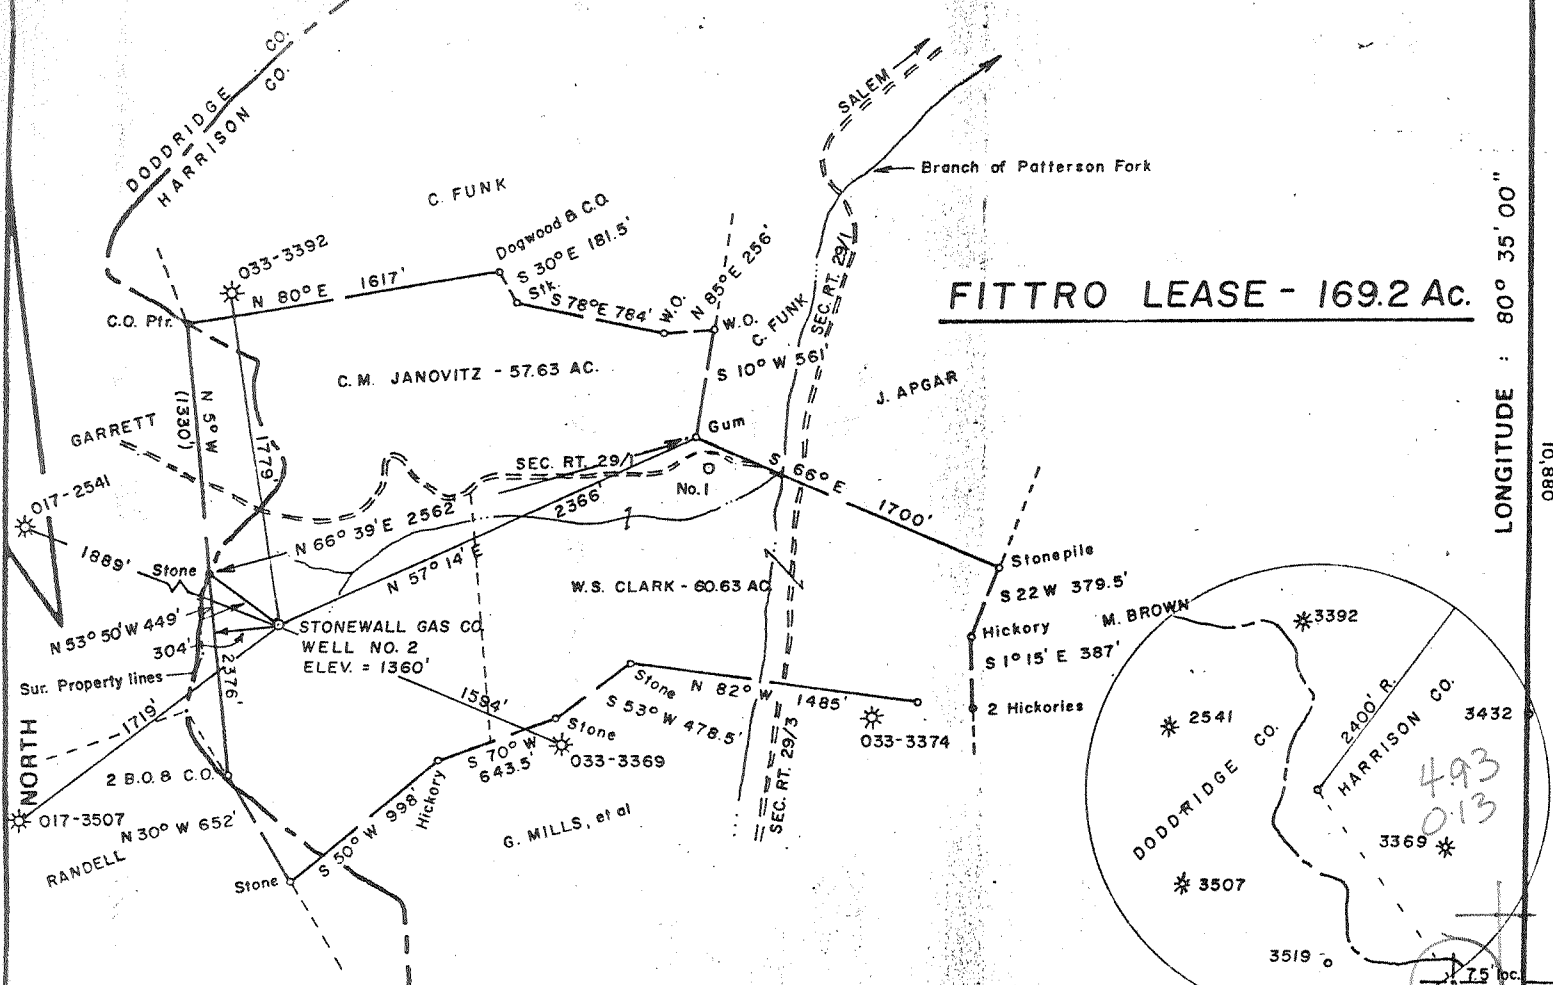 DODDRIDGE CO.
HARRISON CO.
SALEM
Branch of Patterson Fork
C. FUNK
Dogwood & C.O.
S 30° E 181.5'
Stk.
033-3392
N 80° E 1617'
S 78° E 784'
W.O.
N 85° E 256'
W.O.
C. FUNK
SEC. RT. 29/1
FITTRO LEASE - 169.2 Ac.
LONGITUDE : 80° 35' 00"
10,880
C.O. Ptr.
C.M. JANOVITZ - 57.63 AC.
S 10° W 561'
J. APGAR
N 5° W
(1330')
1779'
GARRETT
Gum
SEC. RT. 29/1
No. 1
S 66° E
1700'
017-2541
1889'
Stone
N 66° 39' E 2562
2366'
N 57° 14' E
W.S. CLARK - 60.63 AC
Stonepile
S 22 W 379.5'
Hickory
M. BROWN
S 1° 15' E 387'
2 Hickories
N 53° 50' W 449'
304'
STONEWALL GAS CO.
WELL NO. 2
ELEV. = 1360'
Sur. Property lines
2376'
1719'
1594'
Stone
N 82° W 1485'
S 53° W 478.5'
Stone
033-3374
S 70° W
643.5'
033-3369
SEC. RT. 29/3
NORTH
2 B.O. & C.O.
Hickory
017-3507
N 30° W 652'
S 50° W 998'
G. MILLS, et al
RANDELL
Stone
3392
2400' R.
2541
DODDRIDGE CO.
HARRISON CO.
3432
4.93
0.13
3369
3507
3519
7.5' loc.